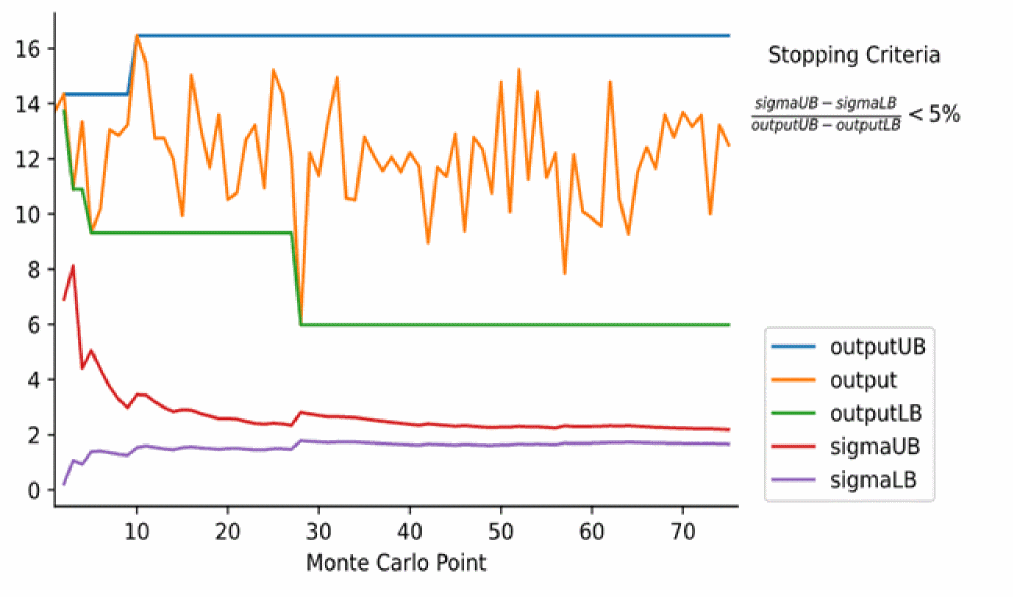 16
14
12
10
8
6
4
2
0
10 20 30 40 50 60 70
Monte Carlo Point
Stopping Criteria
sigmaUB − sigmaLB
outputUB − outputLB < 5%
outputUB
output
outputLB
sigmaUB
sigmaLB